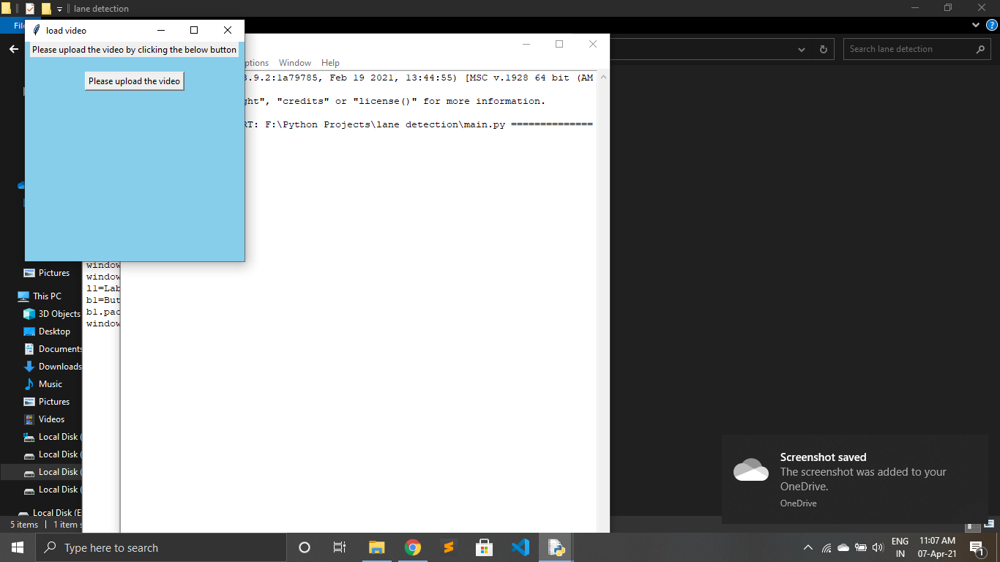 lane detection
Fil
load video
Please upload the video by clicking the below button
Please upload the video
ptions Window Help
3.9.2:1a79785, Feb 19 2021, 13:44:55) [MSC v.1928 64 bit (AM
ght", "credits" or "license()" for more information.
RT: F:\Python Projects\lane detection\main.py ==============
Search lane detection
window
window
l1=Lab
b1=But
b1.pac
window
Pictures
This PC
3D Objects
Desktop
Documents
Downloads
Music
Pictures
Videos
Local Disk (
Local Disk (
Local Disk (
Local Disk (
Local Disk (E
5 items 1 item s
Screenshot saved
The screenshot was added to your
OneDrive.
OneDrive
Type here to search
ENG
IN
11:07 AM
07-Apr-21
1